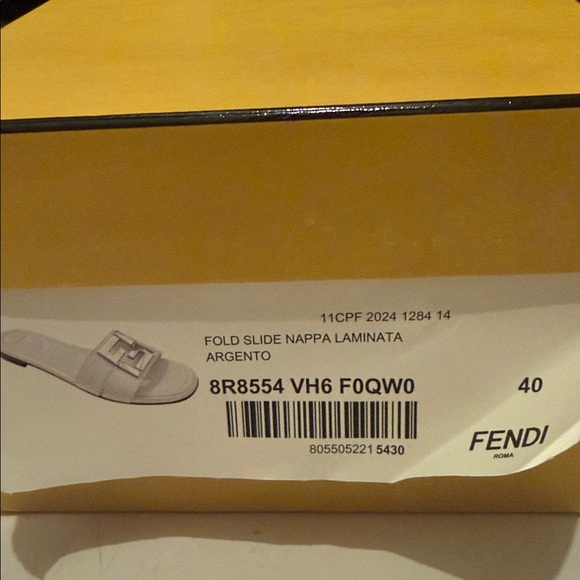 11CPF 2024 1284 14
FOLD SLIDE NAPPA LAMINATA
ARGENTO
8R8554 VH6 F0QW0 40
805505221 5430
FENDI
ROMA